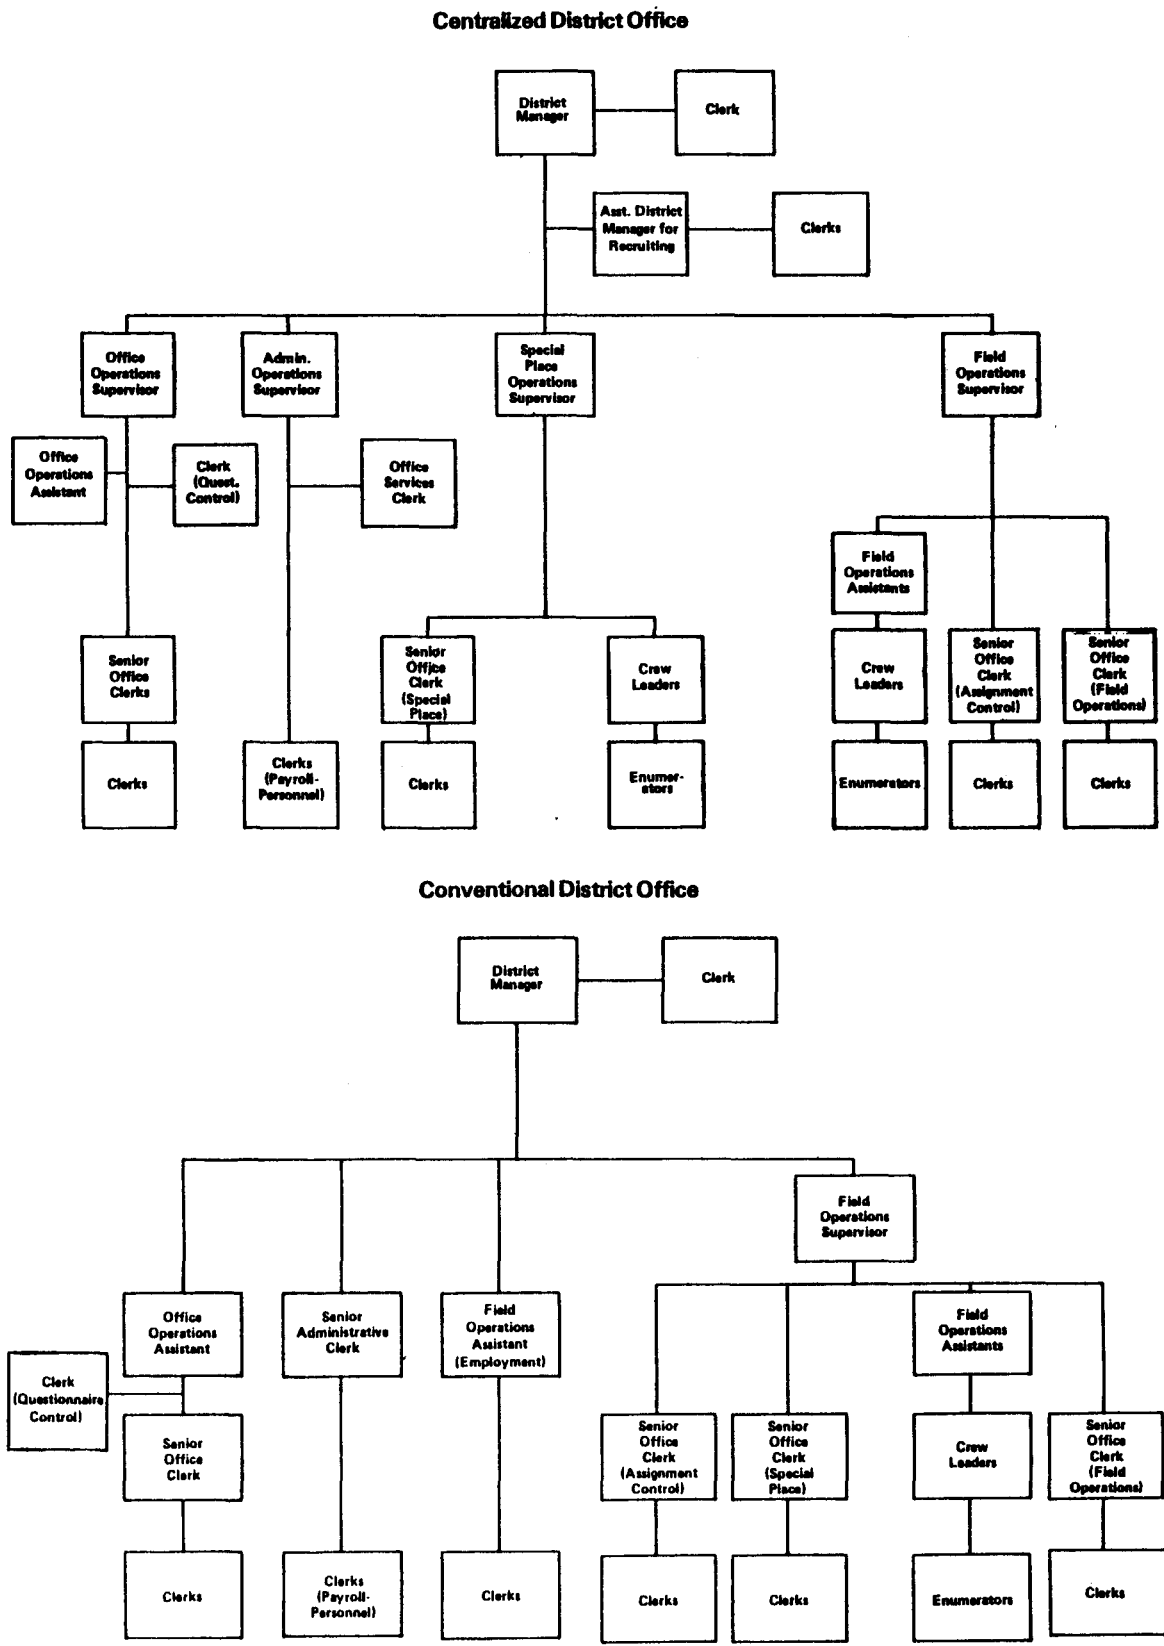 Centralized District Office
District
Manager
Clerk
Asst. District
Manager for
Recruiting
Clerks
Office
Operations
Supervisor
Admin.
Operations
Supervisor
Special
Place
Operations
Supervisor
Field
Operations
Supervisor
Office
Operations
Assistant
Clerk
(Quest.
Control)
Office
Services
Clerk
Field
Operations
Assistants
Senior
Office
Clerks
Senior
Office
Clerk
(Special
Place)
Crew
Leaders
Crew
Leaders
Senior
Office
Clerk
(Assignment
Control)
Senior
Office
Clerk
(Field
Operations)
Clerks
Clerks
(Payroll-
Personnel)
Clerks
Enumer-
ators
Enumerators
Clerks
Clerks
Conventional District Office
District
Manager
Clerk
Field
Operations
Supervisor
Office
Operations
Assistant
Senior
Administrative
Clerk
Field
Operations
Assistant
(Employment)
Field
Operations
Assistants
Clerk
(Questionnaire
Control)
Senior
Office
Clerk
Senior
Office
Clerk
(Assignment
Control)
Senior
Office
Clerk
(Special
Place)
Crew
Leaders
Senior
Office
Clerk
(Field
Operations)
Clerks
Clerks
(Payroll-
Personnel)
Clerks
Clerks
Clerks
Enumerators
Clerks